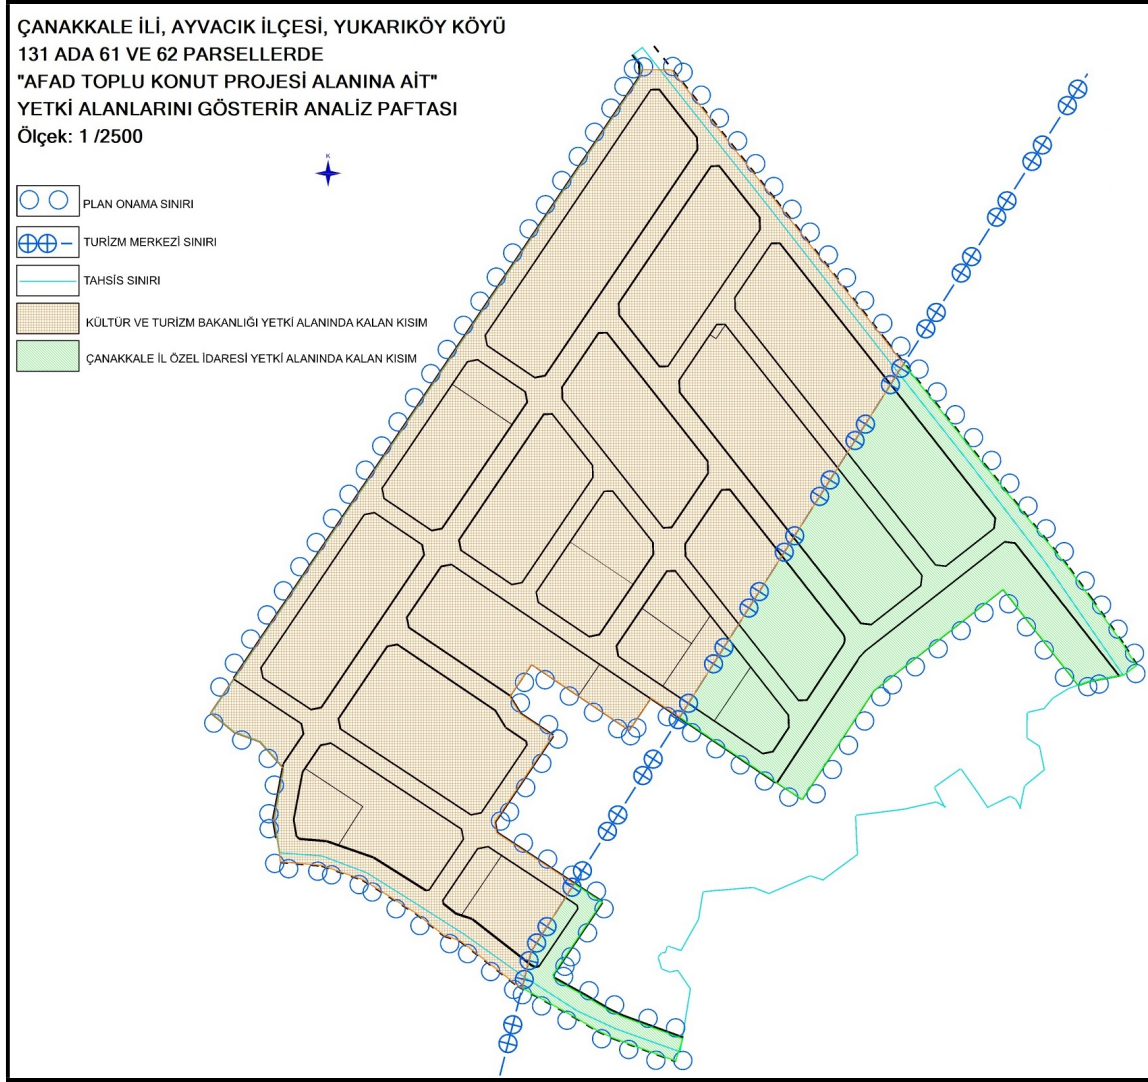 ÇANAKKALE İLİ, AYVACIK İLÇESİ, YUKARIKÖY KÖYÜ
131 ADA 61 VE 62 PARSELLERDE
"AFAD TOPLU KONUT PROJESİ ALANINA AİT"
YETKİ ALANLARINI GÖSTERİR ANALİZ PAFTASI
Ölçek: 1 /2500
K
PLAN ONAMA SINIRI
TURİZM MERKEZİ SINIRI
TAHSİS SINIRI
KÜLTÜR VE TURİZM BAKANLIĞI YETKİ ALANINDA KALAN KISIM
ÇANAKKALE İL ÖZEL İDARESİ YETKİ ALANINDA KALAN KISIM